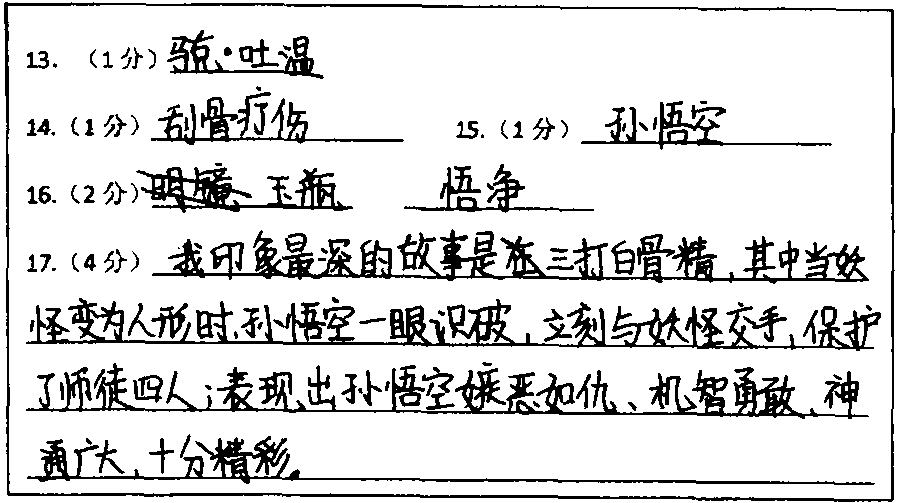 13. （1分）骁·吐温
14.（1分）刮骨疗伤 15.（1分）孙悟空
16.（2分）玉瓶 悟净
17.（4分）我印象最深的故事是三打白骨精，其中当妖
怪变为人形时，孙悟空一眼识破，立刻与妖怪交手，保护
了师徒四人；表现出孙悟空嫉恶如仇、机智勇敢、神
通广大，十分精彩。